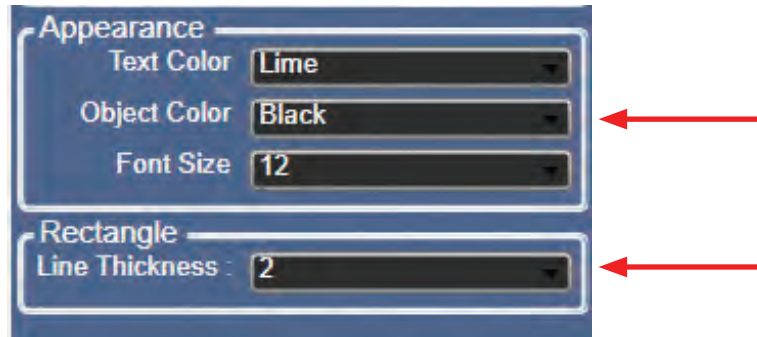 Appearance
Text Color Lime
Object Color Black
Font Size 12
Rectangle
Line Thickness : 2